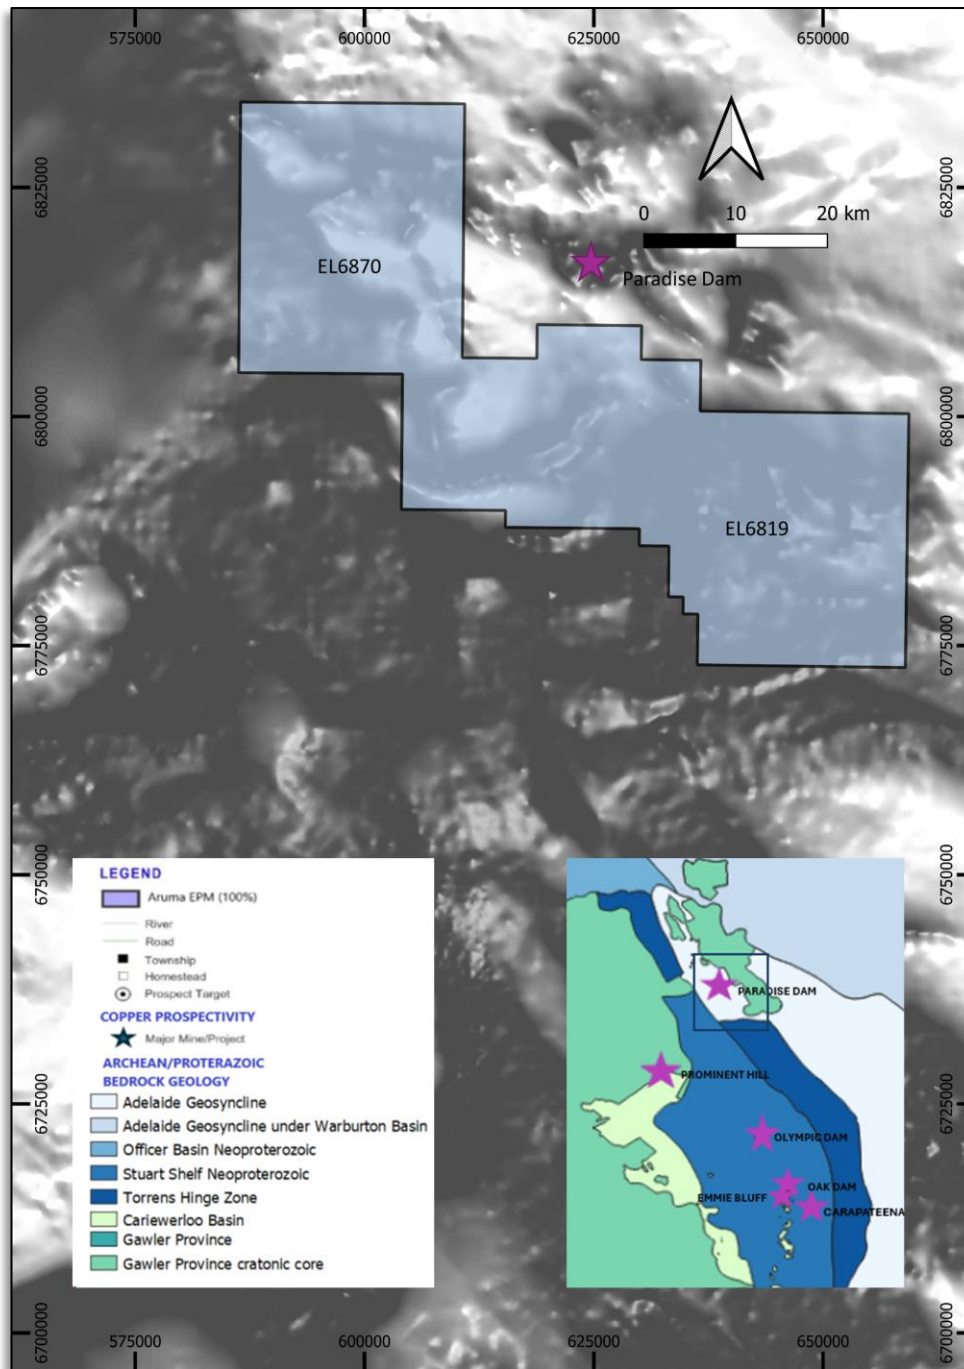 575000
600000
625000
650000
6825000
6825000
0 10 20 km
EL6870
Paradise Dam
6800000
6800000
EL6819
6775000
6775000
6750000
6750000
LEGEND
Aruma EPM (100%)
River
Road
Township
Homestead
Prospect Target
COPPER PROSPECTIVITY
Major Mine/Project
ARCHEAN/PROTERAZOIC
BEDROCK GEOLOGY
Adelaide Geosyncline
Adelaide Geosyncline under Warburton Basin
Officer Basin Neoproterozoic
Stuart Shelf Neoproterozoic
Torrens Hinge Zone
Cariewerloo Basin
Gawler Province
Gawler Province cratonic core
PARADISE DAM
PROMINENT HILL
OLYMPIC DAM
OAK DAM
EMMIE BLUFF
CARAPATEENA
6725000
6725000
6700000
6700000
575000
600000
625000
650000